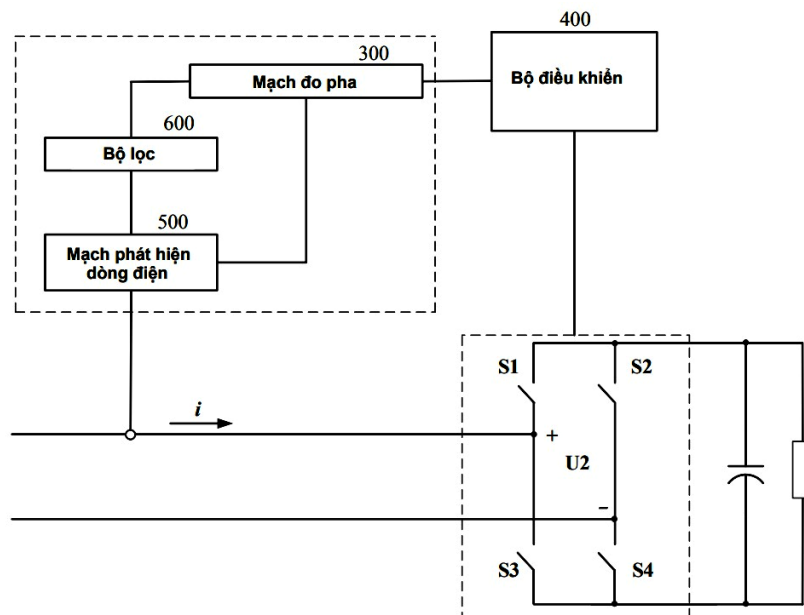 400
300
Mạch đo pha
Bộ điều khiển
600
Bộ lọc
500
Mạch phát hiện
dòng điện
S1
S2
i
+
U2
–
S3
S4